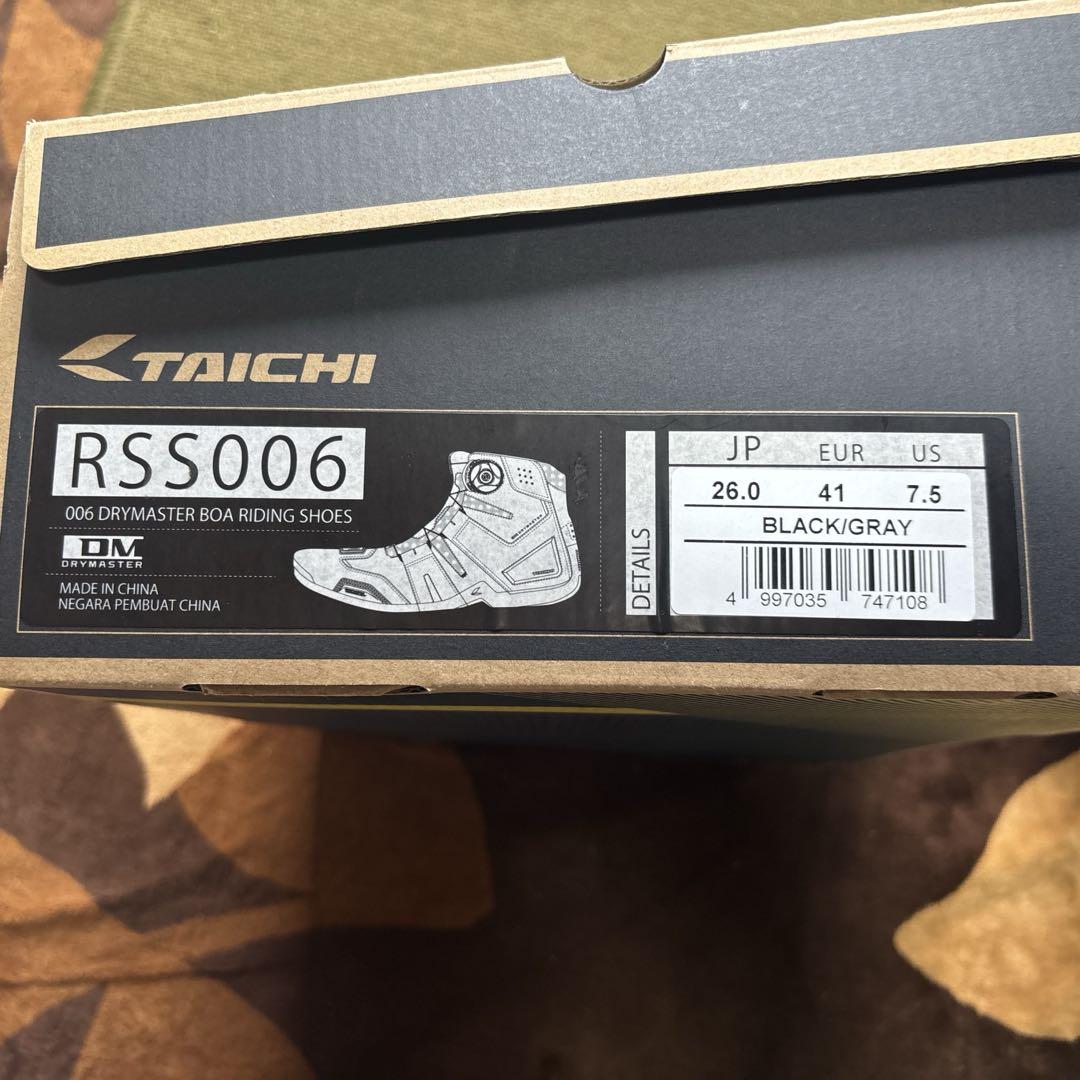 TAICHI
RSS006
006 DRYMASTER BOA RIDING SHOES
DM
DRYMASTER
MADE IN CHINA
NEGARA PEMBUAT CHINA
DETAILS
JP EUR US
26.0 41 7.5
BLACK/GRAY
4 997035 747108